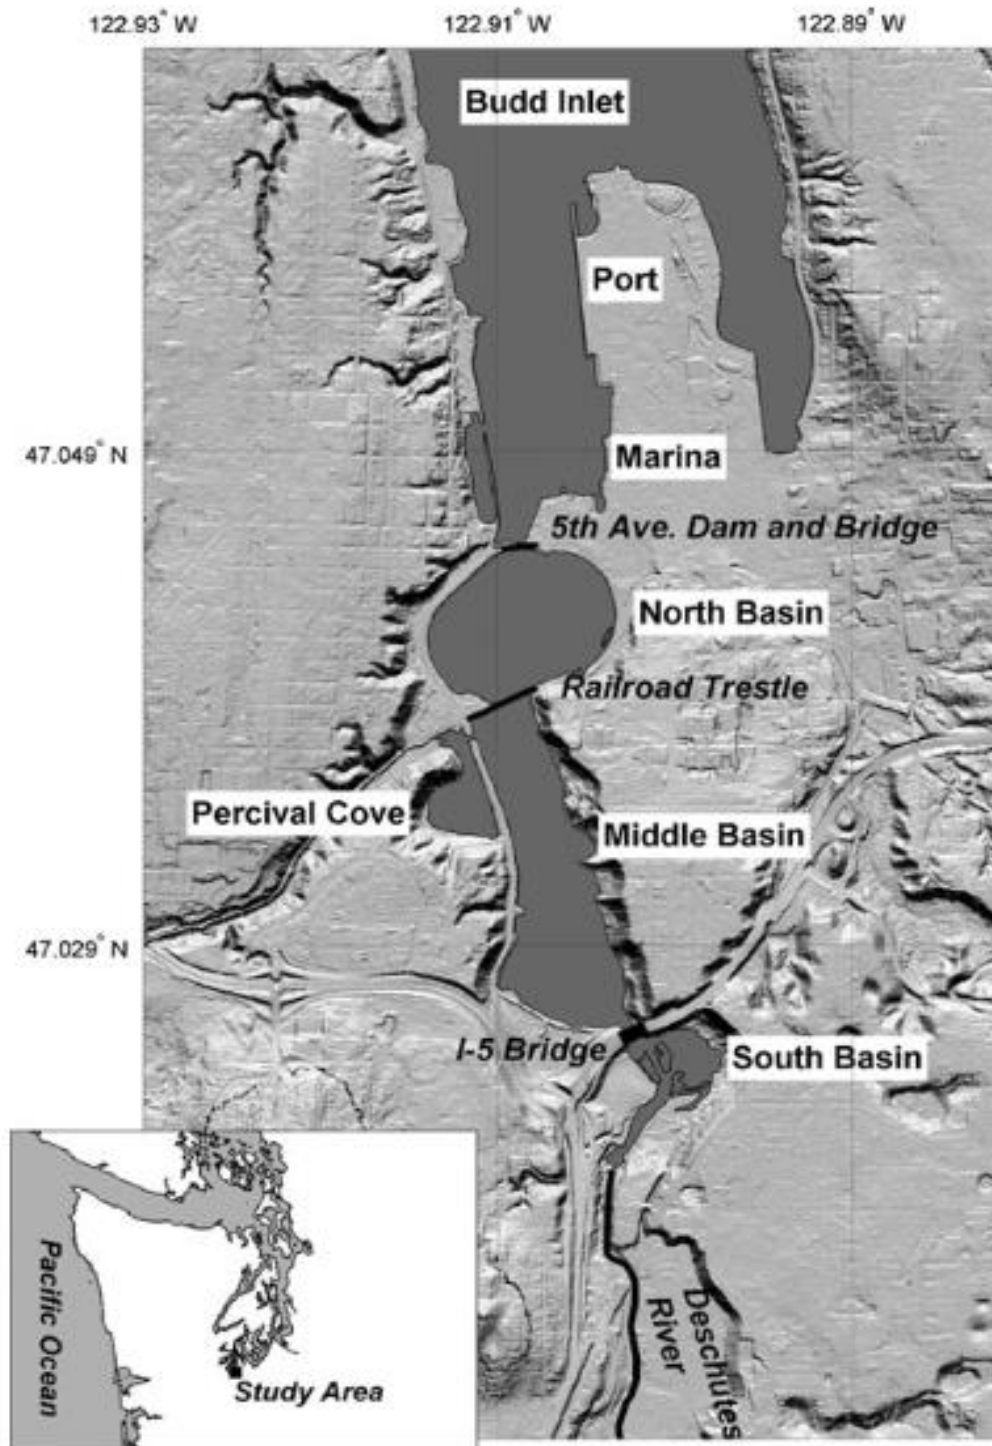 122.93° W
122.91° W
122.89° W
Budd Inlet
Port
47.049° N
Marina
5th Ave. Dam and Bridge
North Basin
Railroad Trestle
Percival Cove
Middle Basin
47.029° N
I-5 Bridge
South Basin
Pacific Ocean
Study Area
Deschutes
River